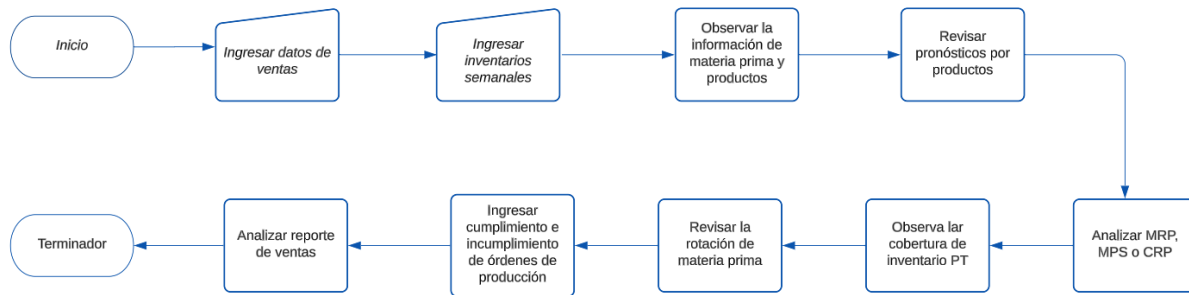 Inicio
Ingresar datos de
ventas
Ingresar
inventarios
semanales
Observar la
información de
materia prima y
productos
Revisar
pronósticos por
productos
Analizar MRP,
MPS o CRP
Observa lar
cobertura de
inventario PT
Revisar la
rotación de
materia prima
Ingresar
cumplimiento e
incumplimiento
de órdenes de
producción
Analizar reporte
de ventas
Terminador